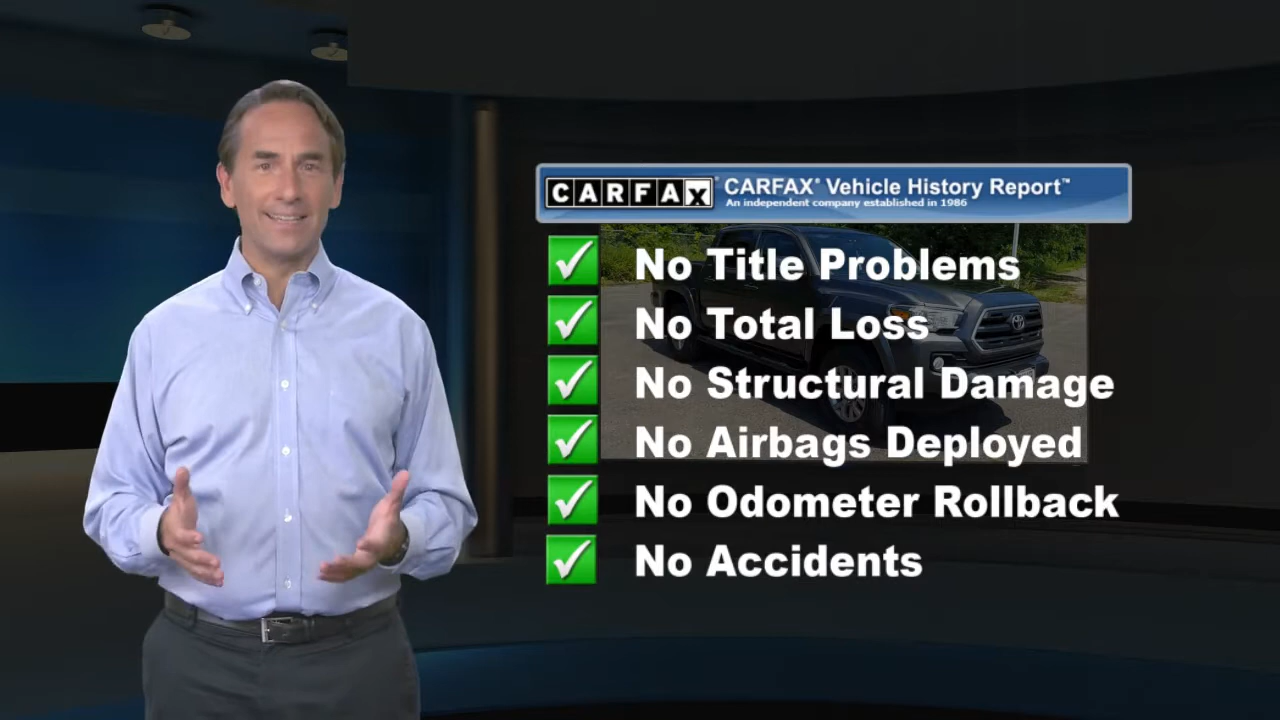 CARFAX® CARFAX® Vehicle History Report™
An independent company established in 1986
No Title Problems
No Total Loss
No Structural Damage
No Airbags Deployed
No Odometer Rollback
No Accidents